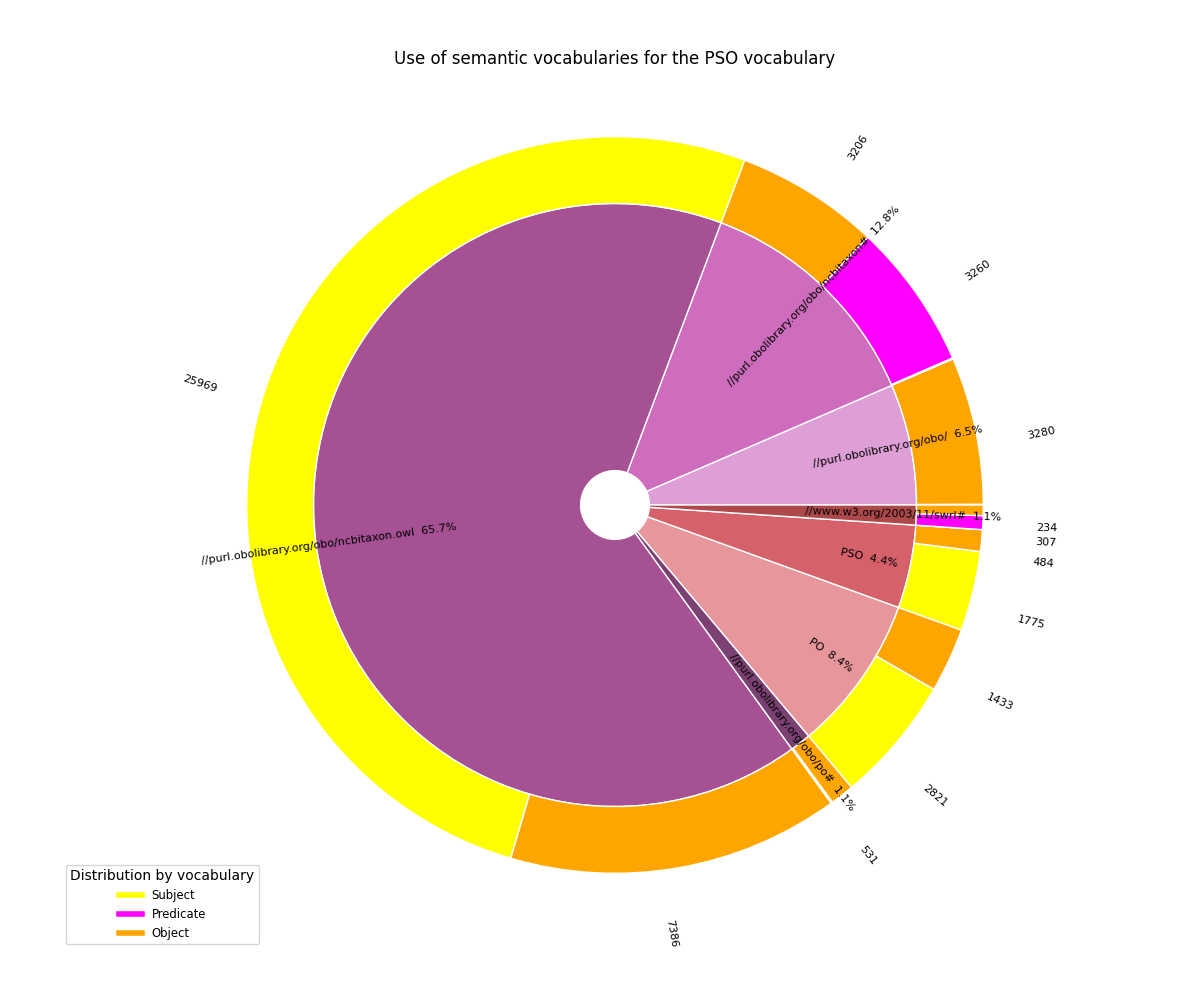 Use of semantic vocabularies for the PSO vocabulary
3206
//purl.obolibrary.org/obo/ncbitaxon#  12.8%
3260
25969
3280
//purl.obolibrary.org/obo/  6.5%
//www.w3.org/2003/11/swrl#  1.1%
234
307
//purl.obolibrary.org/obo/ncbitaxon.owl  65.7%
PSO  4.4%
484
1775
PO  8.4%
1433
//purl.obolibrary.org/obo/po#  1.1%
2821
531
7386
Distribution by vocabulary
Subject
Predicate
Object